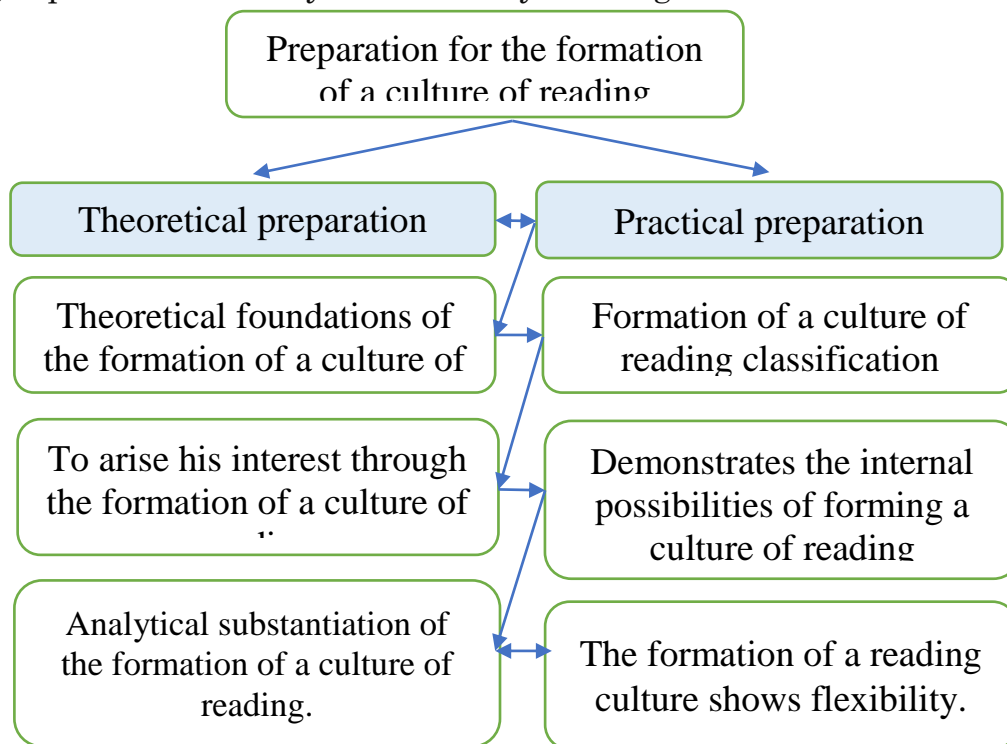 Preparation for the formation
of a culture of reading
Theoretical preparation
Practical preparation
Theoretical foundations of
the formation of a culture of
Formation of a culture of
reading classification
To arise his interest through
the formation of a culture of
Demonstrates the internal
possibilities of forming a
culture of reading
Analytical substantiation of
the formation of a culture of
reading.
The formation of a reading
culture shows flexibility.